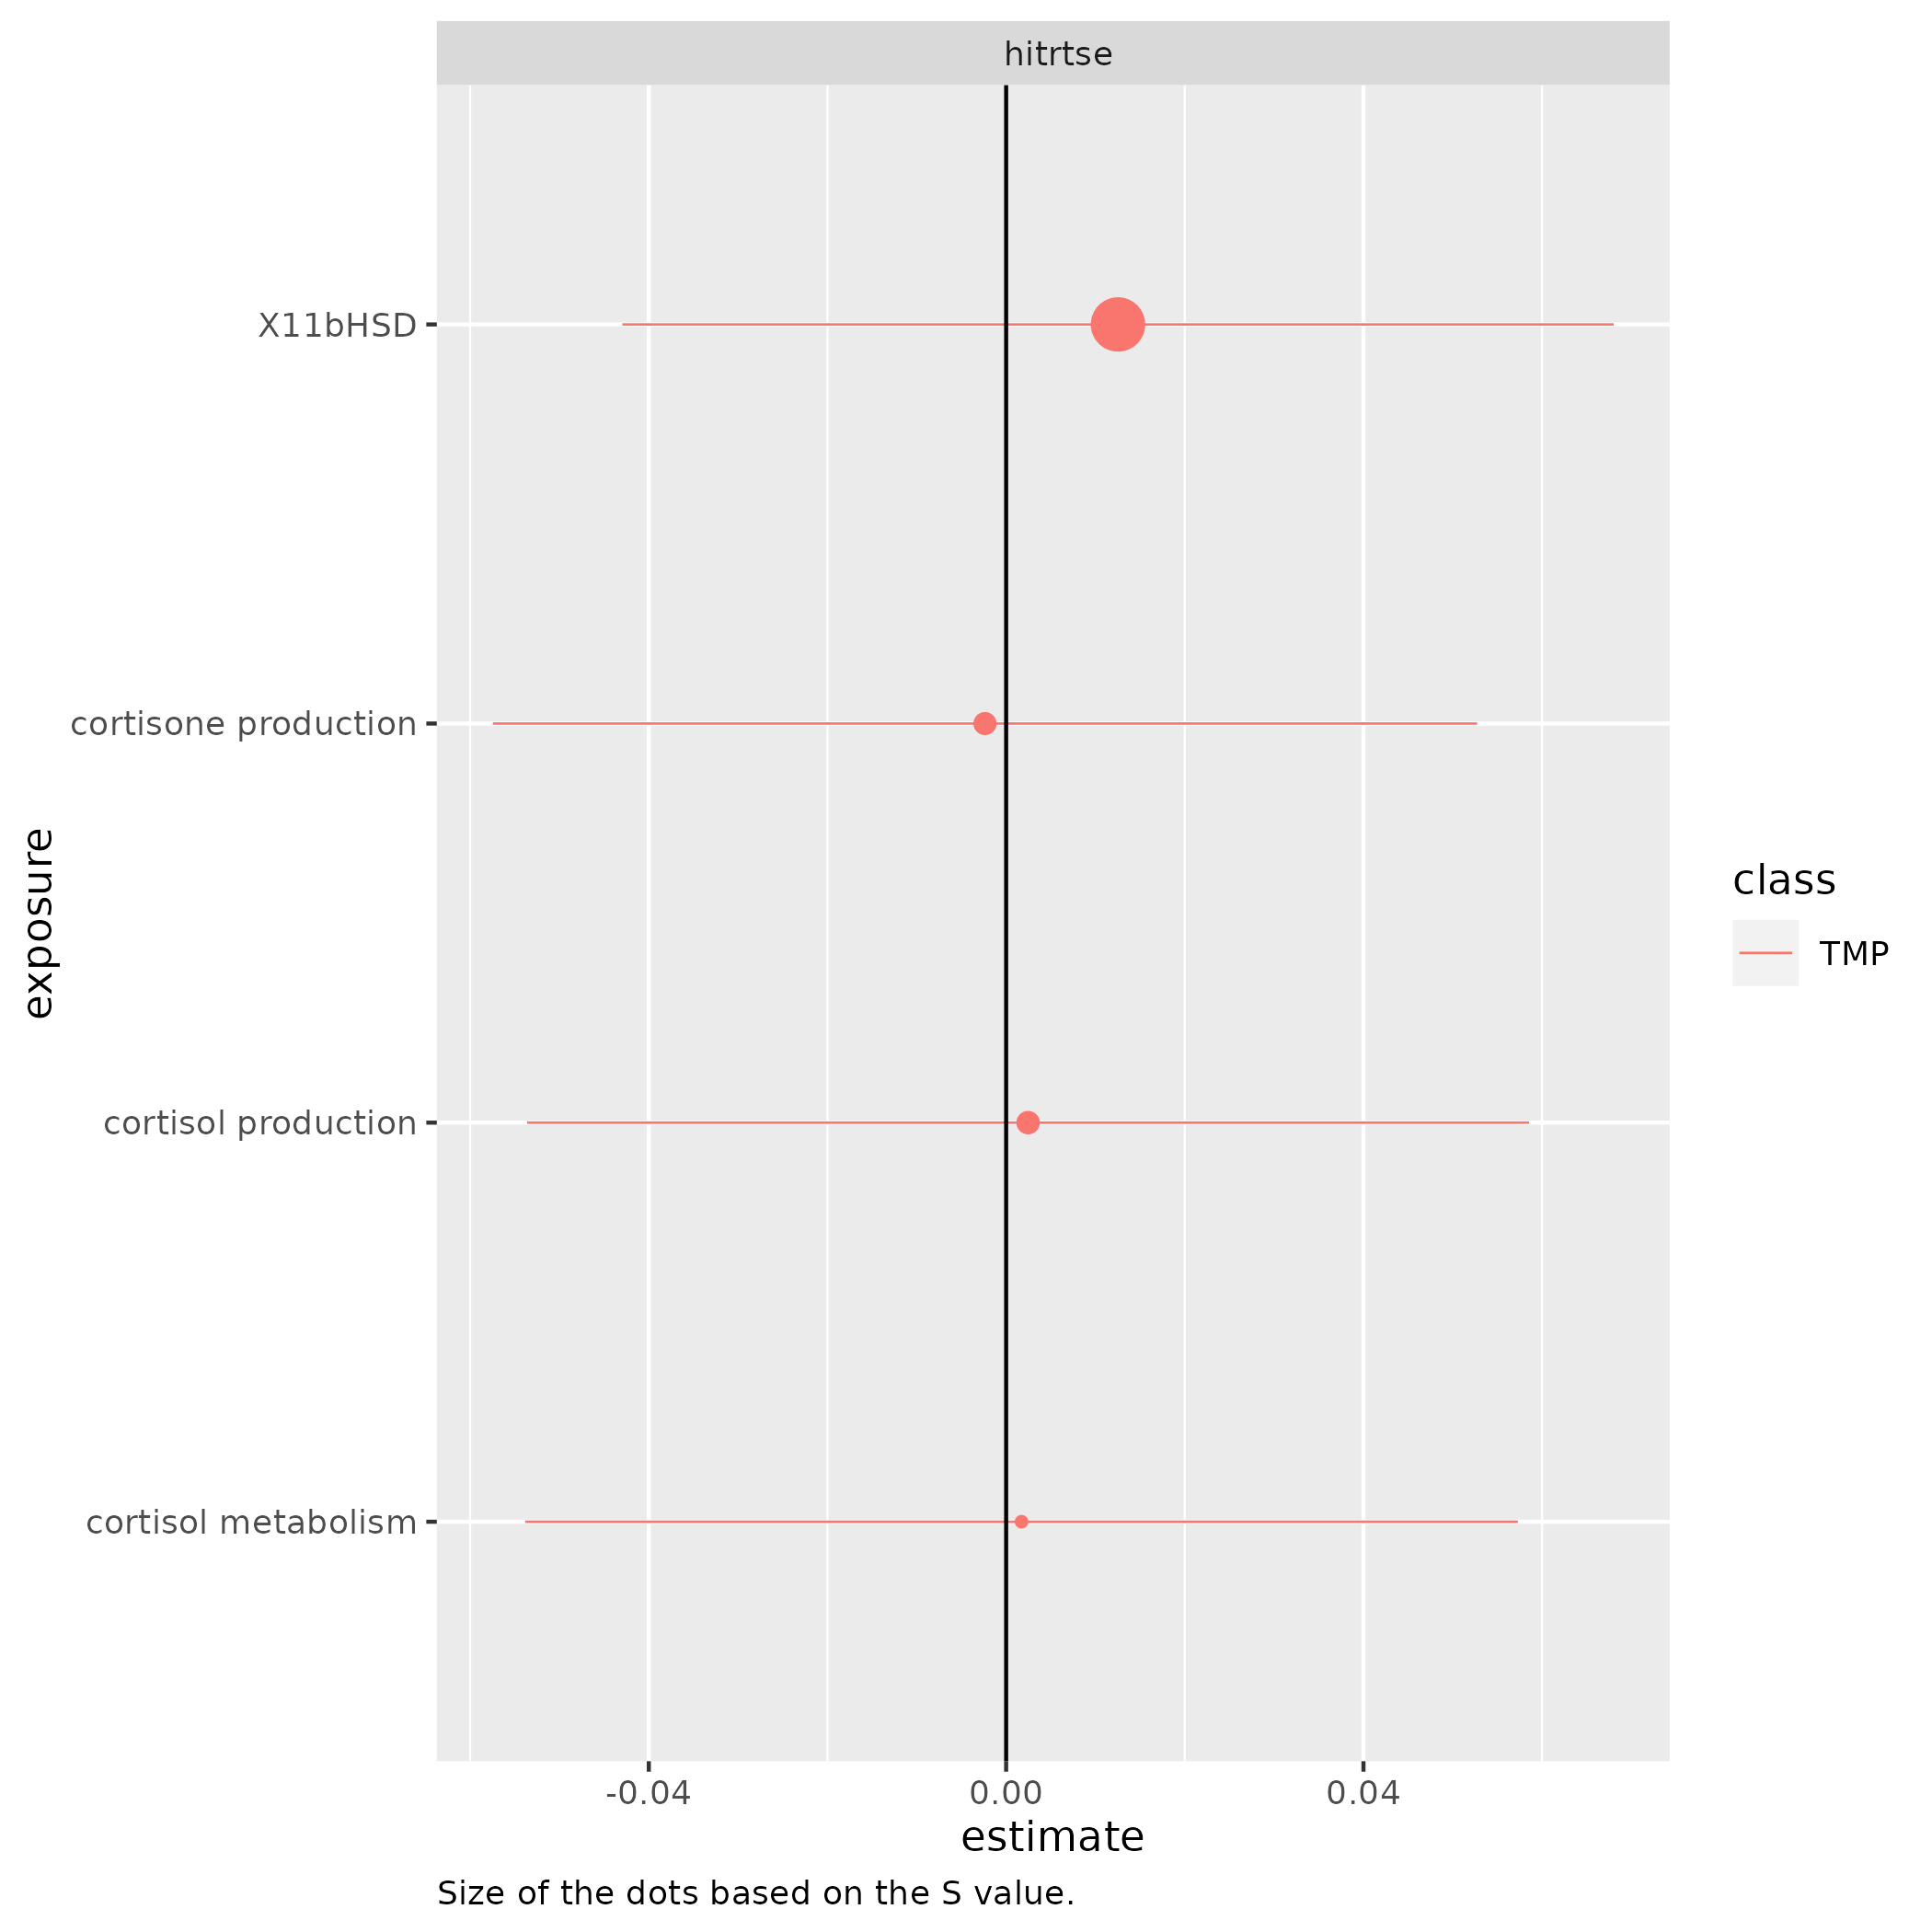 hitrtse
X11bHSD
cortisone production
cortisol production
cortisol metabolism
exposure
-0.04
0.00
0.04
estimate
Size of the dots based on the S value.
class
TMP